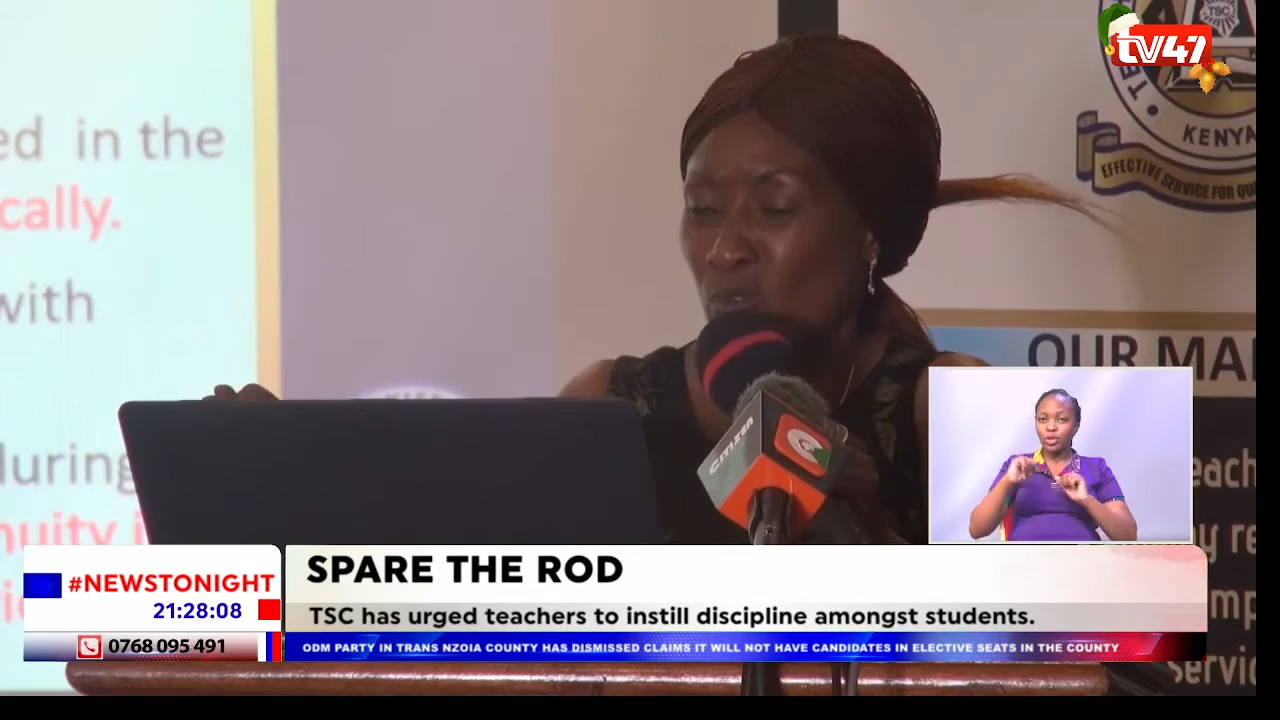 ed in the
cally.
with
during
nuity i
tv47
TSC
KENYA
EFFECTIVE SERVICE FOR QU
OUR MA
each
y re
mp
servic
CITIZEN
#NEWSTONIGHT
21:28:08
0768 095 491
SPARE THE ROD
TSC has urged teachers to instill discipline amongst students.
ODM PARTY IN TRANS NZOIA COUNTY HAS DISMISSED CLAIMS IT WILL NOT HAVE CANDIDATES IN ELECTIVE SEATS IN THE COUNTY